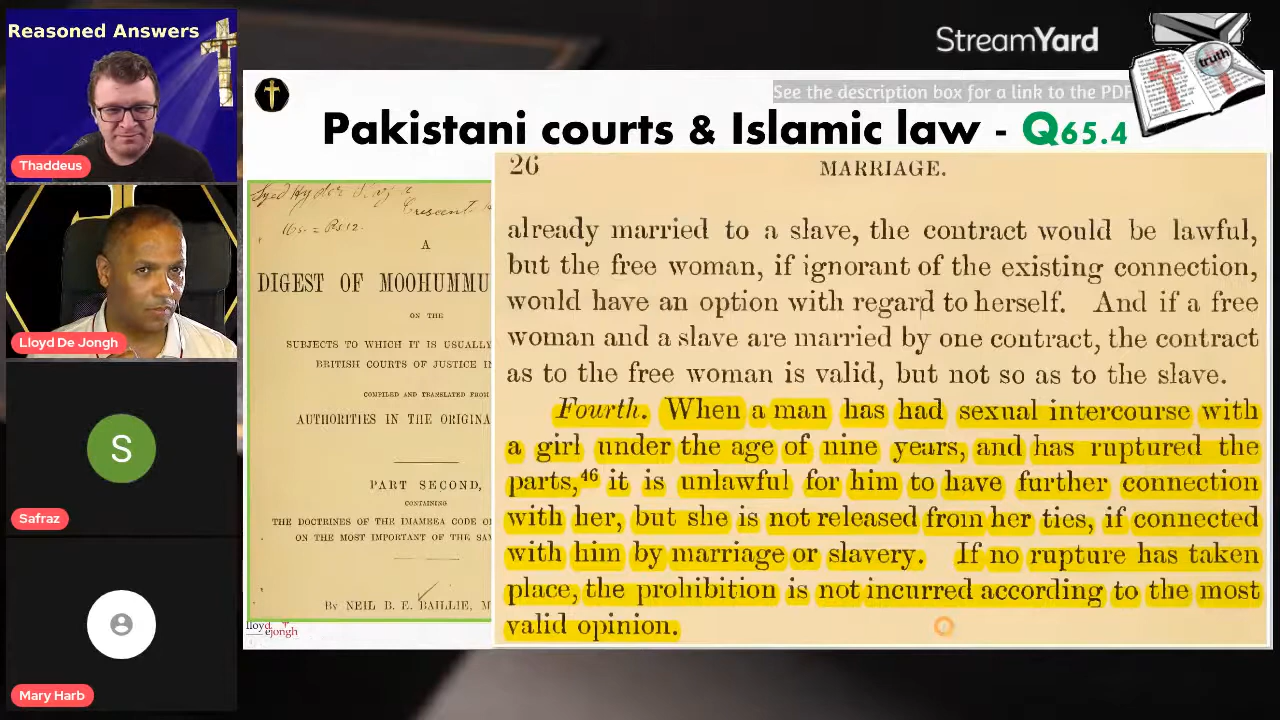 Reasoned Answers
Thaddeus
Lloyd De Jongh
S
Safraz
Mary Harb
StreamYard
truth
See the description box for a link to the PDF
Pakistani courts & Islamic law - Q65.4
A
DIGEST OF MOOHUMMU
ON THE
SUBJECTS TO WHICH IT IS USUALLY
BRITISH COURTS OF JUSTICE IN
COMPILED AND TRANSLATED FROM
AUTHORITIES IN THE ORIGINA
PART SECOND,
CONTAINING
THE DOCTRINES OF THE IMAMEEA CODE O
ON THE MOST IMPORTANT OF THE SA
BY NEIL B. E. BAILLIE, M
lloyd
ejongh
26 MARRIAGE.
already married to a slave, the contract would be lawful,
but the free woman, if ignorant of the existing connection,
would have an option with regard to herself. And if a free
woman and a slave are married by one contract, the contract
as to the free woman is valid, but not so as to the slave.
Fourth. When a man has had sexual intercourse with
a girl under the age of nine years, and has ruptured the
parts,46 it is unlawful for him to have further connection
with her, but she is not released from her ties, if connected
with him by marriage or slavery. If no rupture has taken
place, the prohibition is not incurred according to the most
valid opinion.